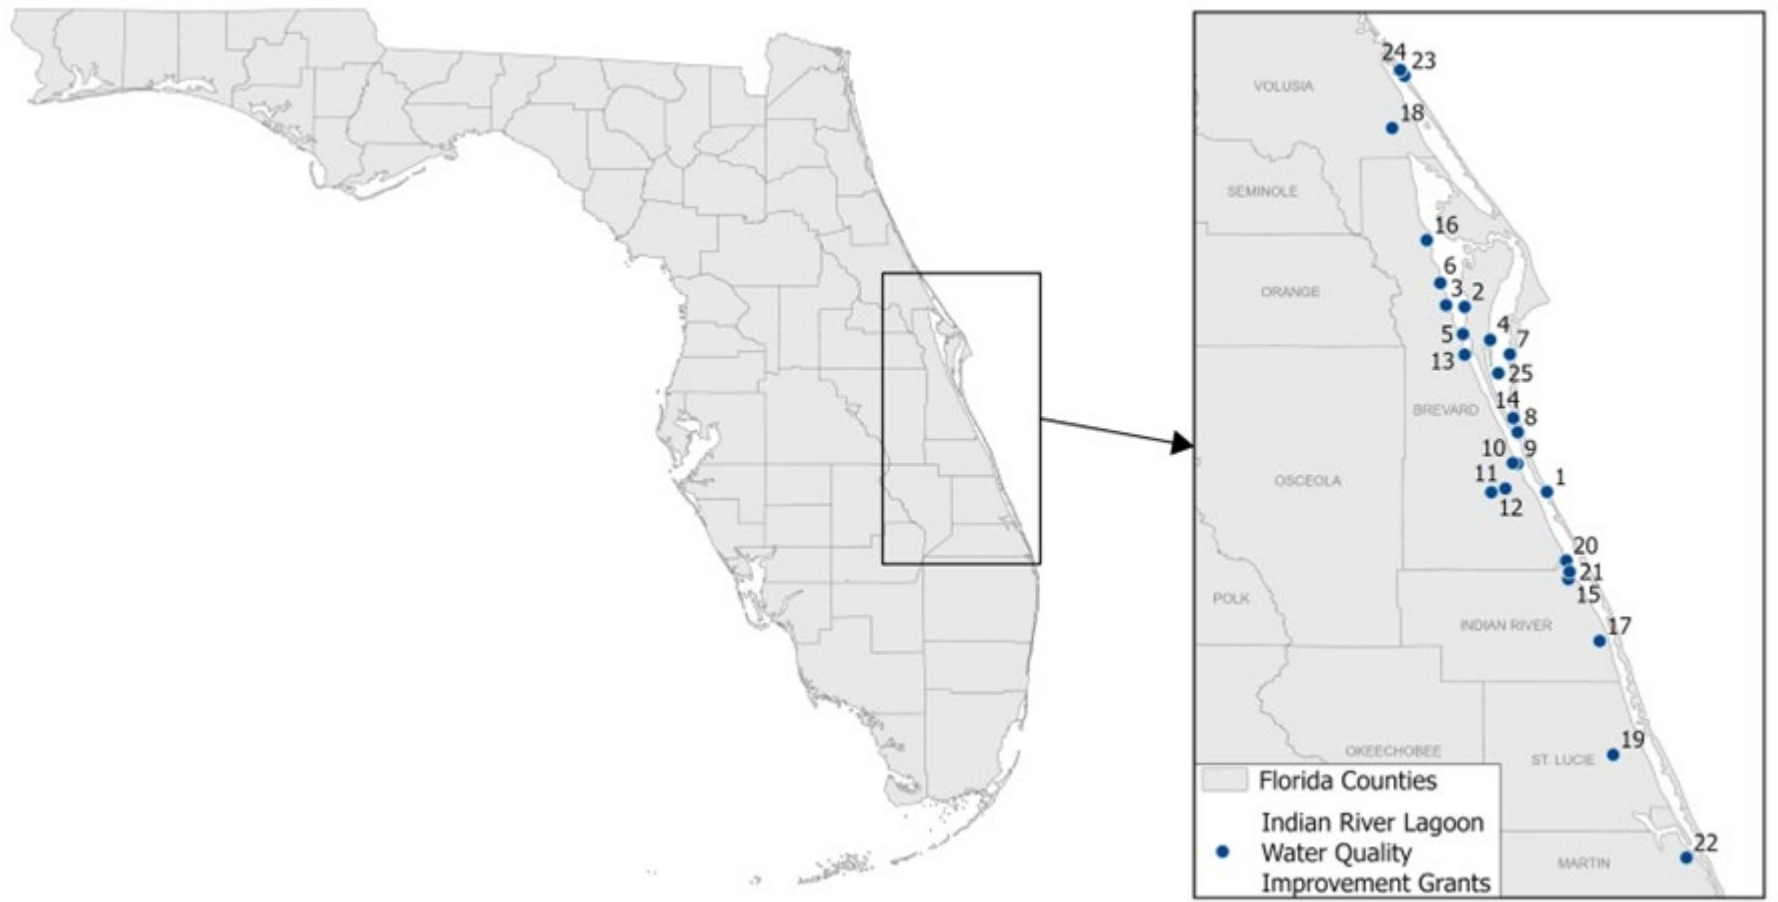 24 23
VOLUSIA
18
SEMINOLE
16
6
ORANGE
3 2
5 4
7
13
25
14
BREVARD
8
10 9
OSCEOLA
11 1
12
20
21
POLK
15
INDIAN RIVER
17
19
OKEECHOBEE
ST. LUCIE
Florida Counties
Indian River Lagoon
Water Quality
Improvement Grants
22
MARTIN